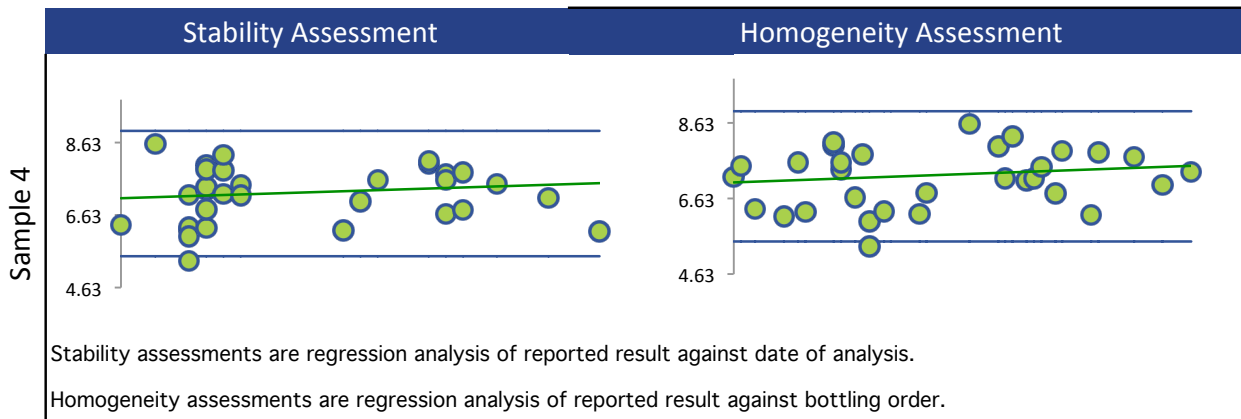 Stability Assessment
Homogeneity Assessment
Sample 4
8.63
6.63
4.63
8.63
6.63
4.63
Stability assessments are regression analysis of reported result against date of analysis.
Homogeneity assessments are regression analysis of reported result against bottling order.